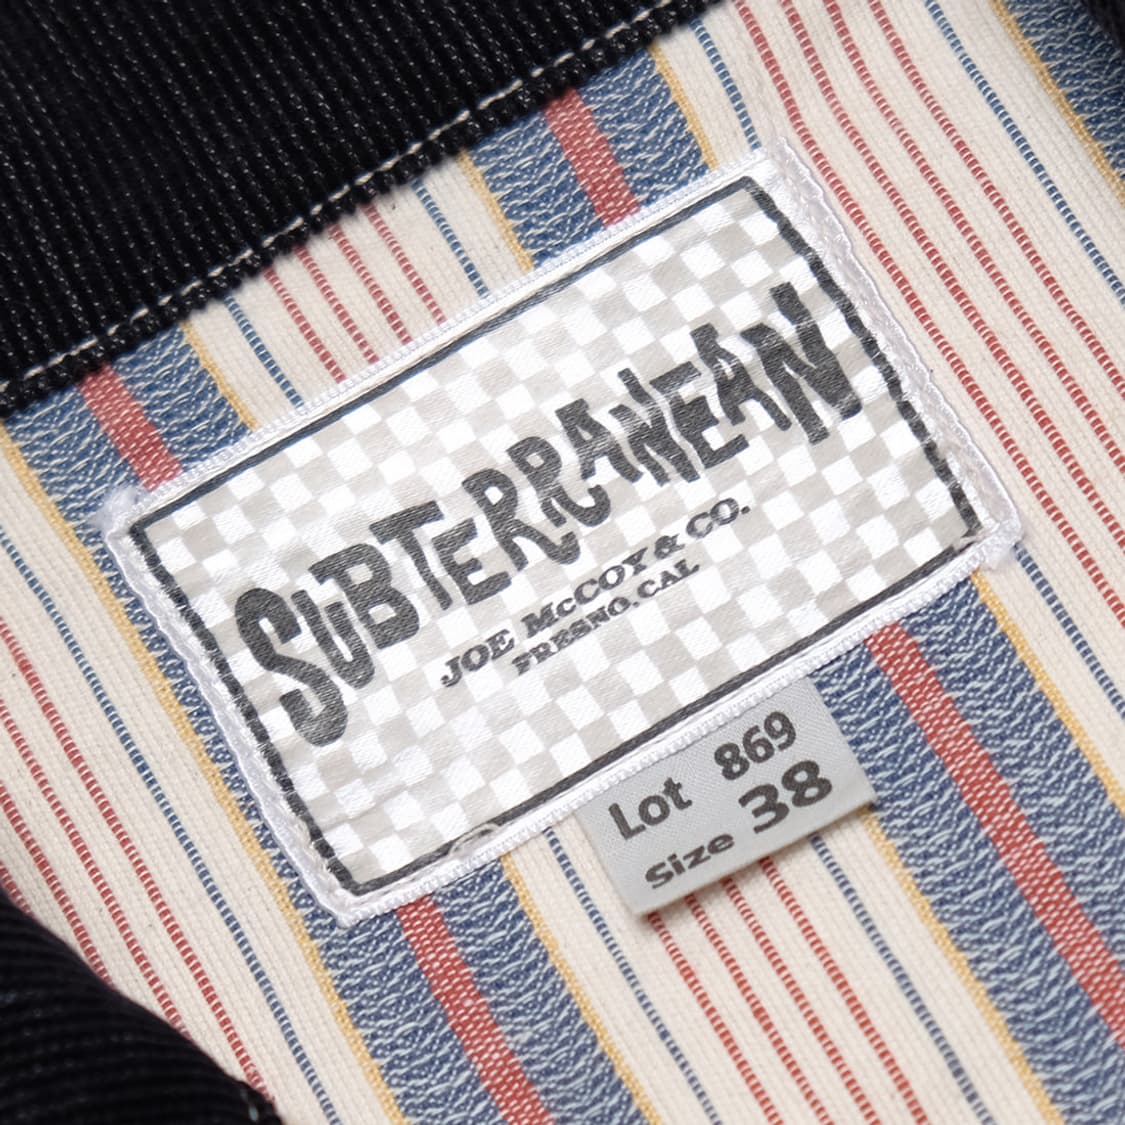 SUBTERRANEAN
JOE McCOY & CO.
FRESNO. CAL
Lot 869
Size 38